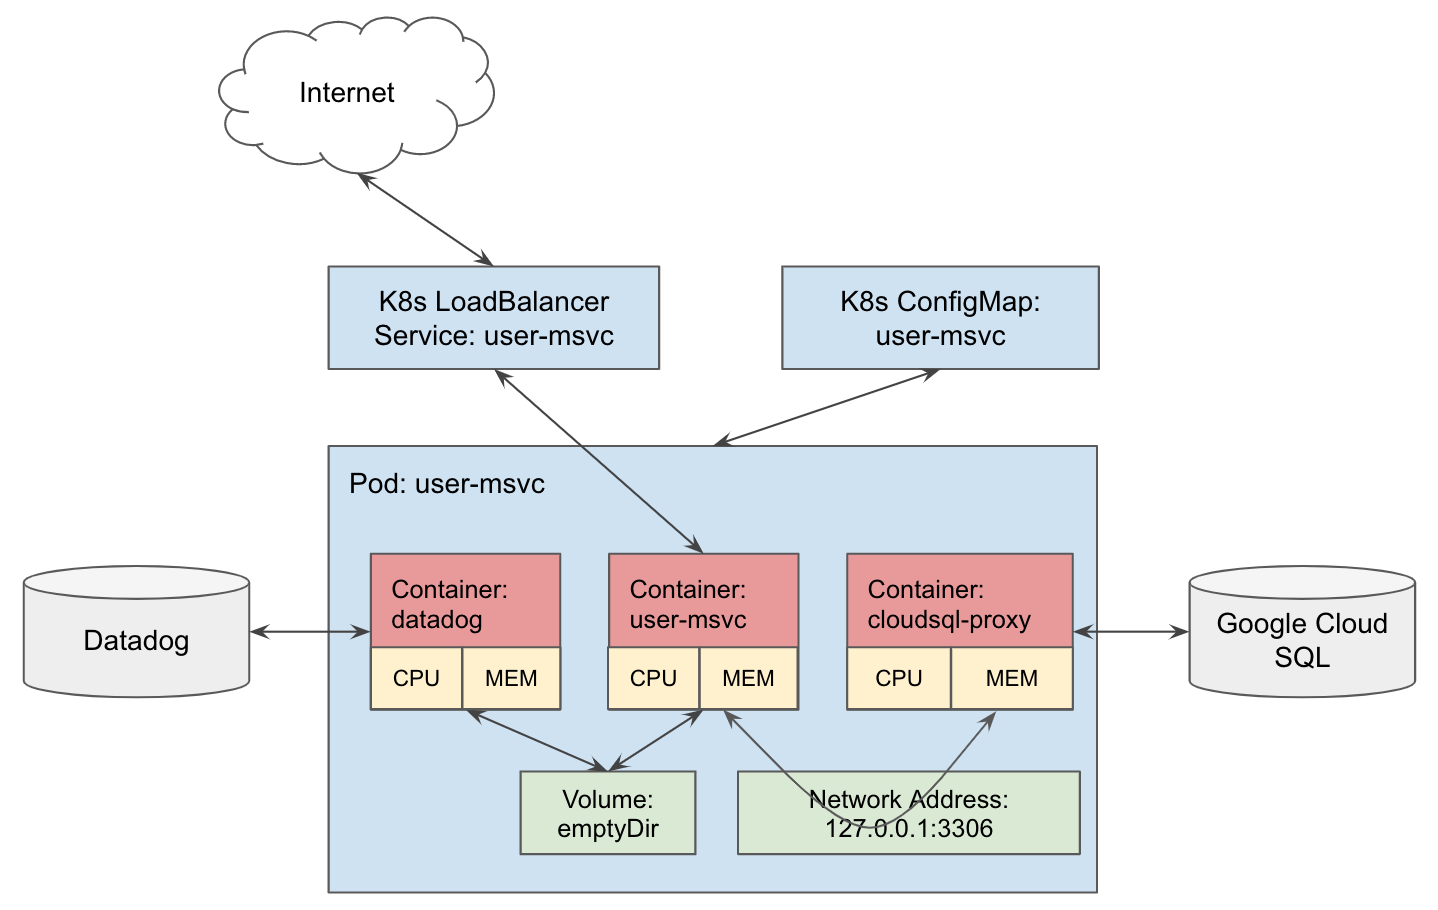 Internet
K8s LoadBalancer
Service: user-msvc
K8s ConfigMap:
user-msvc
Pod: user-msvc
Container:
datadog
CPU
MEM
Container:
user-msvc
CPU
MEM
Container:
cloudsql-proxy
CPU
MEM
Datadog
Google Cloud
SQL
Volume:
emptyDir
Network Address:
127.0.0.1:3306